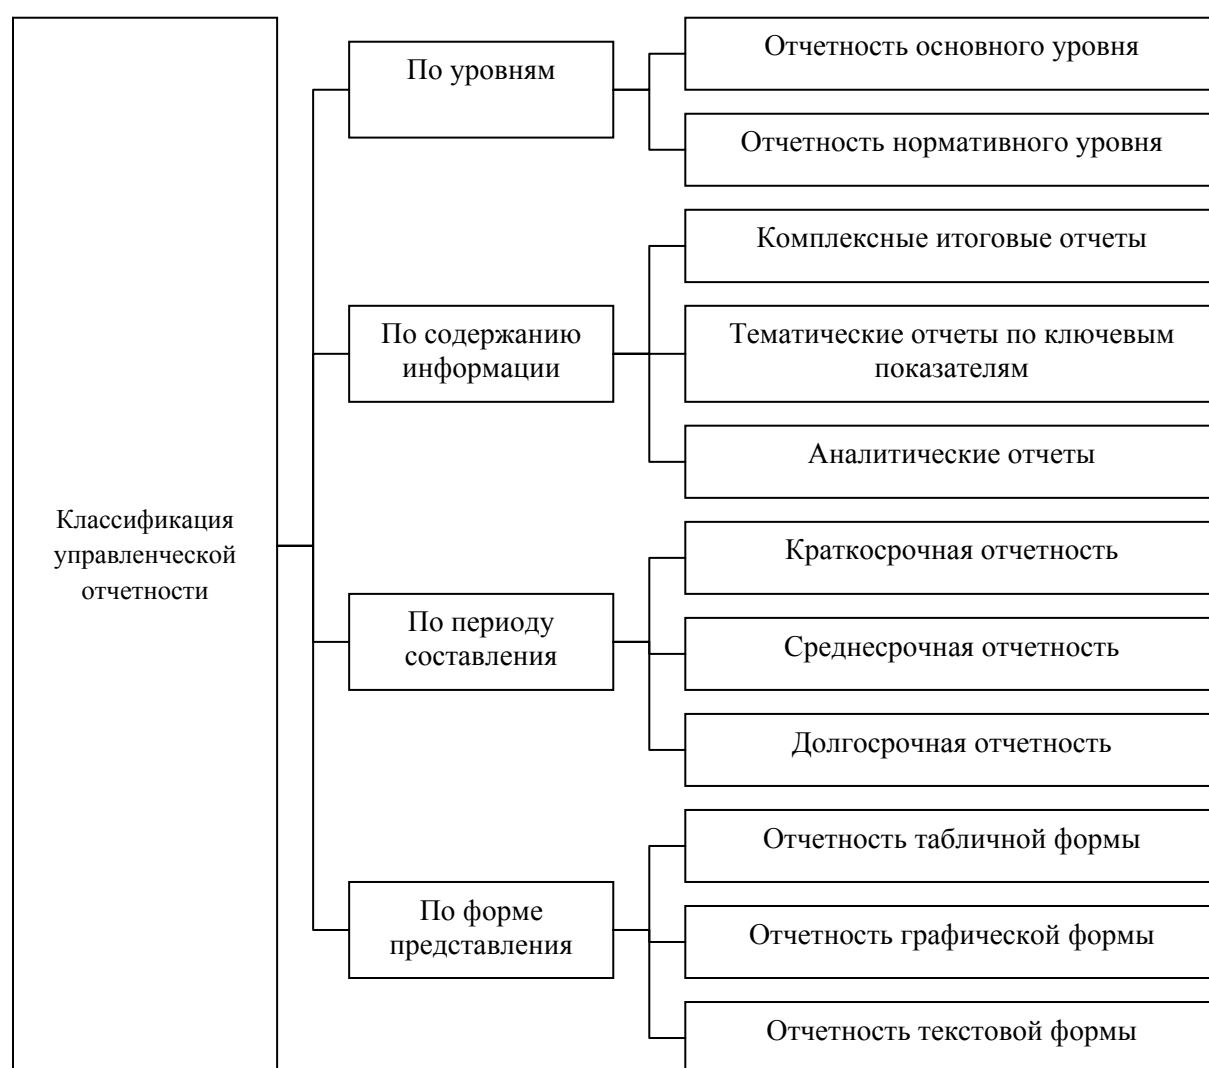 Классификация
управленческой
отчетности
По уровням
Отчетность основного уровня
Отчетность нормативного уровня
По содержанию
информации
Комплексные итоговые отчеты
Тематические отчеты по ключевым
показателям
Аналитические отчеты
По периоду
составления
Краткосрочная отчетность
Среднесрочная отчетность
Долгосрочная отчетность
По форме
представления
Отчетность табличной формы
Отчетность графической формы
Отчетность текстовой формы